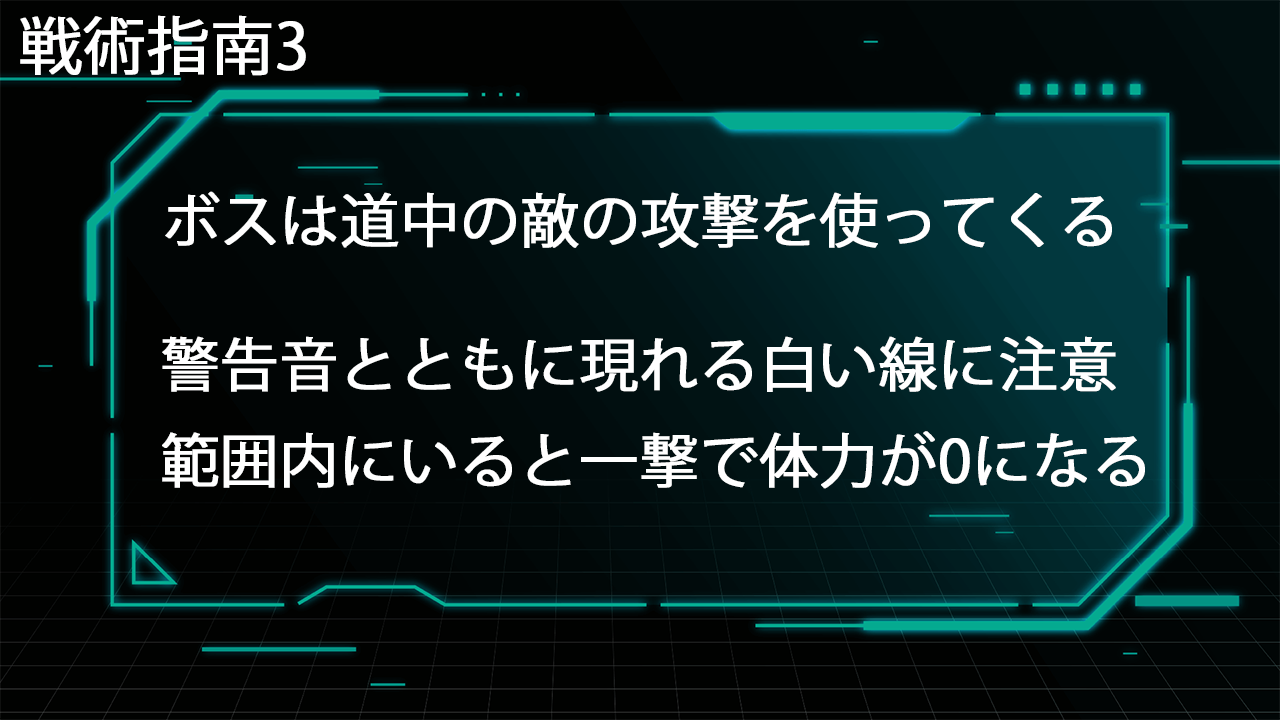 戦術指南3
ボスは道中の敵の攻撃を使ってくる
警告音とともに現れる白い線に注意
範囲内にいると一撃で体力が0になる